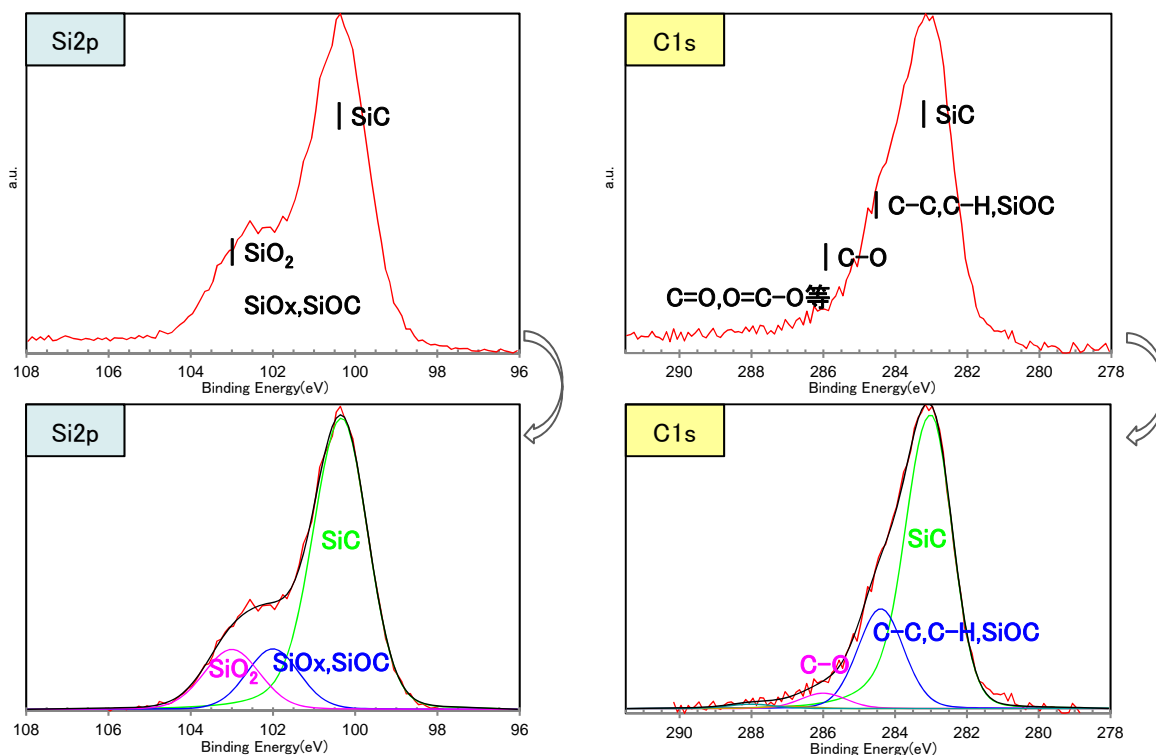 Si2p
SiC
SiO₂
SiOx,SiOC
a.u.
108 106 104 102 100 98 96
Binding Energy(eV)
C1s
SiC
C-C,C-H,SiOC
C-O
C=O,O=C-O等
a.u.
290 288 286 284 282 280 278
Binding Energy(eV)
Si2p
SiC
SiO₂
SiOx,SiOC
108 106 104 102 100 98 96
Binding Energy(eV)
C1s
SiC
C-C,C-H,SiOC
C-O
290 288 286 284 282 280 278
Binding Energy(eV)